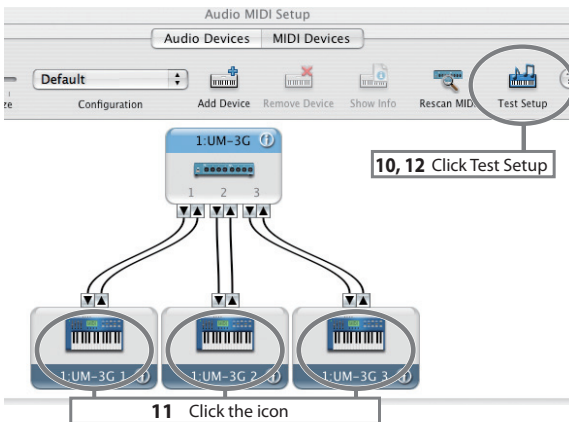 Audio MIDI Setup
Audio Devices MIDI Devices
Default
Configuration Add Device Remove Device Show Info Rescan MIDI Test Setup
1:UM-3G
1 2 3
10, 12 Click Test Setup
1:UM-3G 1 1:UM-3G 2 1:UM-3G 3
11 Click the icon